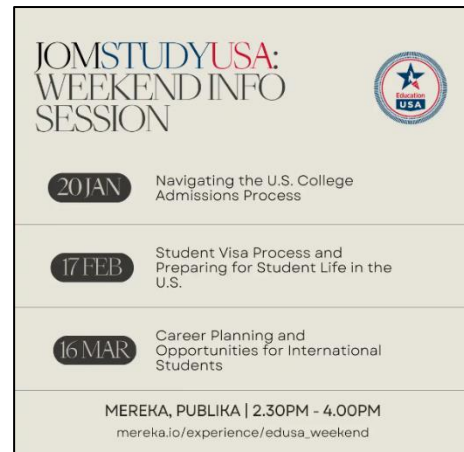 JOMSTUDYUSA:
WEEKEND INFO
SESSION
Education
USA
20 JAN
Navigating the U.S. College
Admissions Process
17 FEB
Student Visa Process and
Preparing for Student Life in the
U.S.
16 MAR
Career Planning and
Opportunities for International
Students
MEREKA, PUBLIKA | 2.30PM - 4.00PM
mereka.io/experience/edusa_weekend